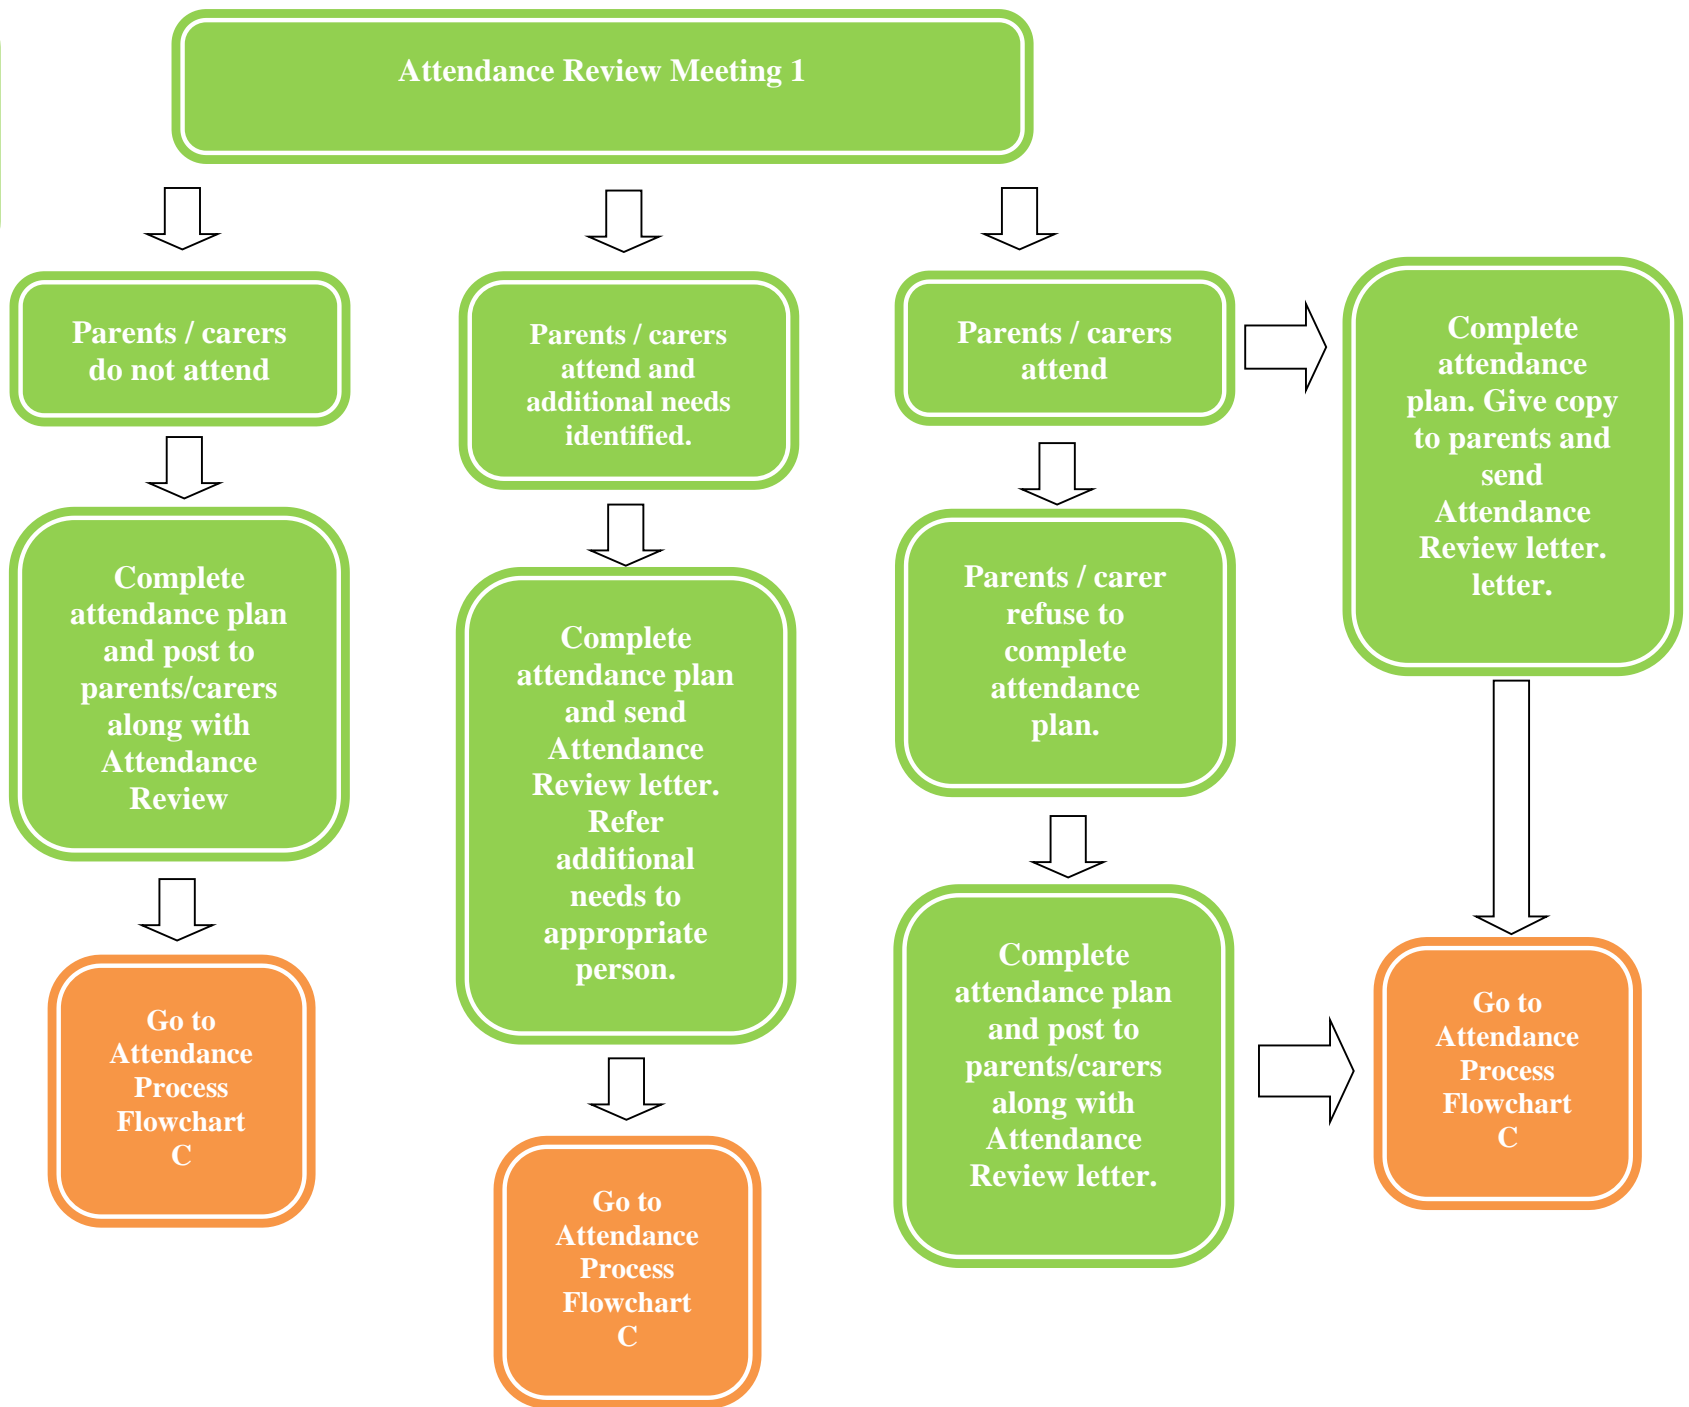 Attendance Review Meeting 1
Parents / carers
do not attend
Parents / carers
attend and
additional needs
identified.
Parents / carers
attend
Complete
attendance
plan. Give copy
to parents and
send
Attendance
Review letter.
letter.
Complete
attendance plan
and post to
parents/carers
along with
Attendance
Review
Complete
attendance plan
and send
Attendance
Review letter.
Refer
additional
needs to
appropriate
person.
Parents / carer
refuse to
complete
attendance
plan.
Complete
attendance plan
and post to
parents/carers
along with
Attendance
Review letter.
Go to
Attendance
Process
Flowchart
C
Go to
Attendance
Process
Flowchart
C
Go to
Attendance
Process
Flowchart
C